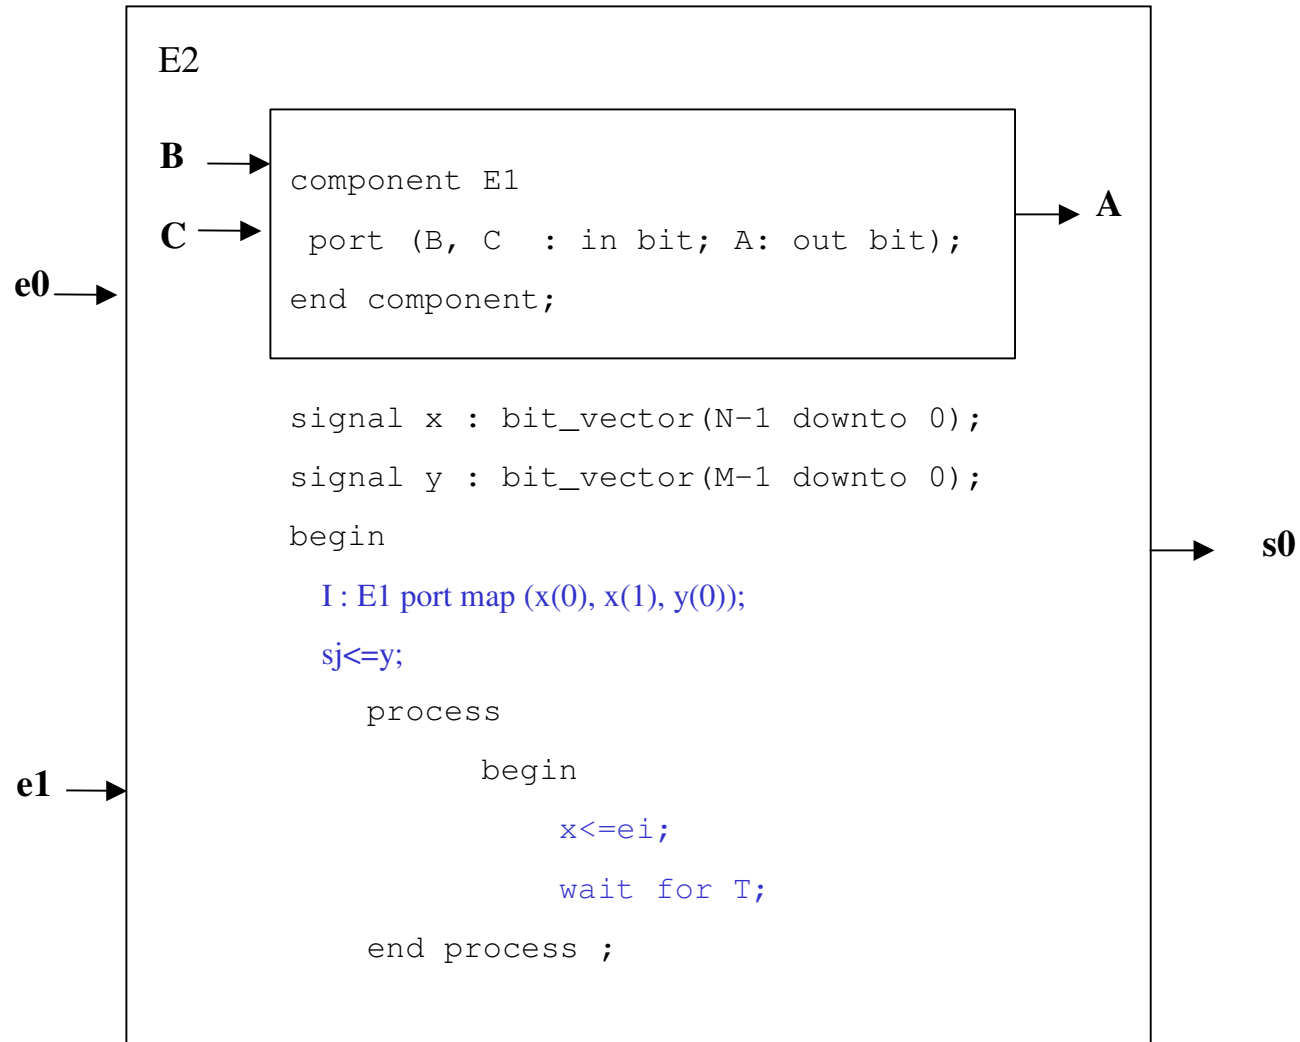 E2
B
component E1
C
port (B, C : in bit; A: out bit);
A
e0
end component;
signal x : bit_vector(N-1 downto 0);
signal y : bit_vector(M-1 downto 0);
begin
s0
I : E1 port map (x(0), x(1), y(0));
sj<=y;
process
begin
e1
x<=ei;
wait for T;
end process ;